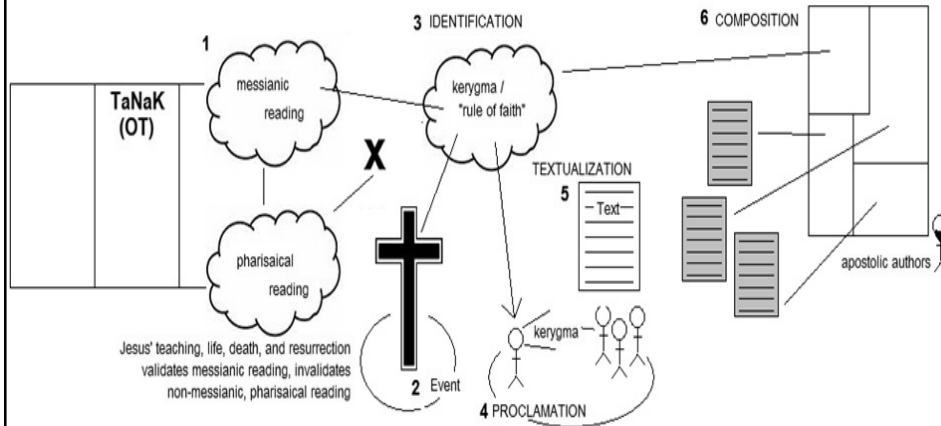 1
3 IDENTIFICATION
6 COMPOSITION
TaNaK
(OT)
messianic
reading
kerygma /
"rule of faith"
X
TEXTUALIZATION
5
Text
pharisaical
reading
apostolic authors
kerygma
Jesus' teaching, life, death, and resurrection
validates messianic reading, invalidates
non-messianic, pharisaical reading
2 Event
4 PROCLAMATION